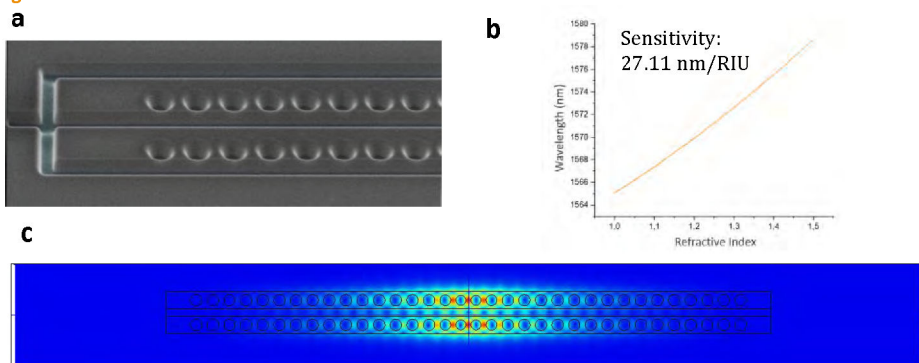 a
b
Sensitivity:
27.11 nm/RIU
1580
1578
1576
1574
1572
1570
1568
1566
1564
Wavelength (nm)
1,0 1,1 1,2 1,3 1,4 1,5
Refractive Index
c